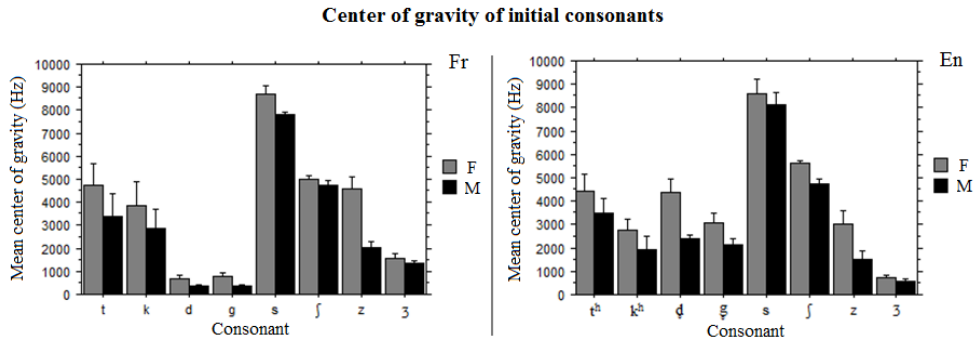 Center of gravity of initial consonants
Fr
Mean center of gravity (Hz)
10000
9000
8000
7000
6000
5000
4000
3000
2000
1000
0
t k d g s ʃ z ʒ
Consonant
F
M
En
Mean center of gravity (Hz)
10000
9000
8000
7000
6000
5000
4000
3000
2000
1000
0
tʰ kʰ d̥ g̥ s ʃ z ʒ
Consonant
F
M